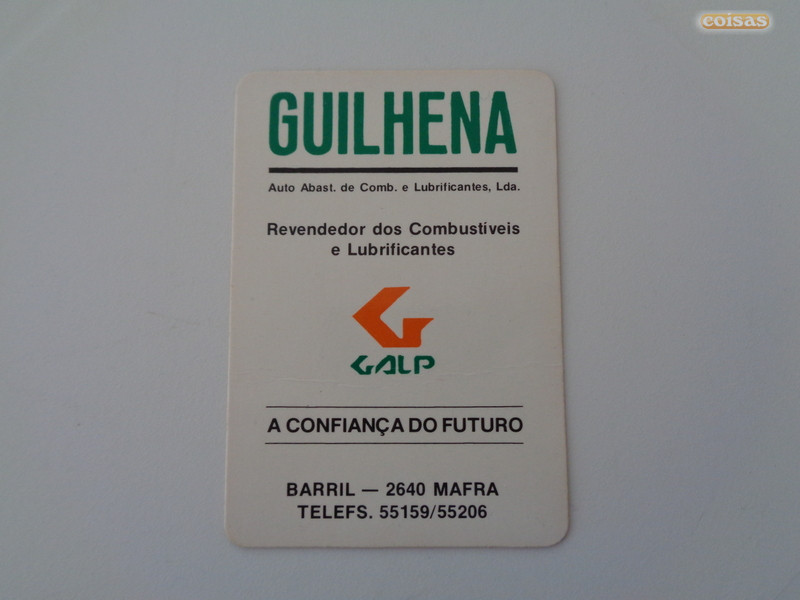 coisas
GUILHENA
Auto Abast. de Comb. e Lubrificantes, Lda.
Revendedor dos Combustíveis
e Lubrificantes
GALP
A CONFIANÇA DO FUTURO
BARRIL — 2640 MAFRA
TELEFS. 55159/55206